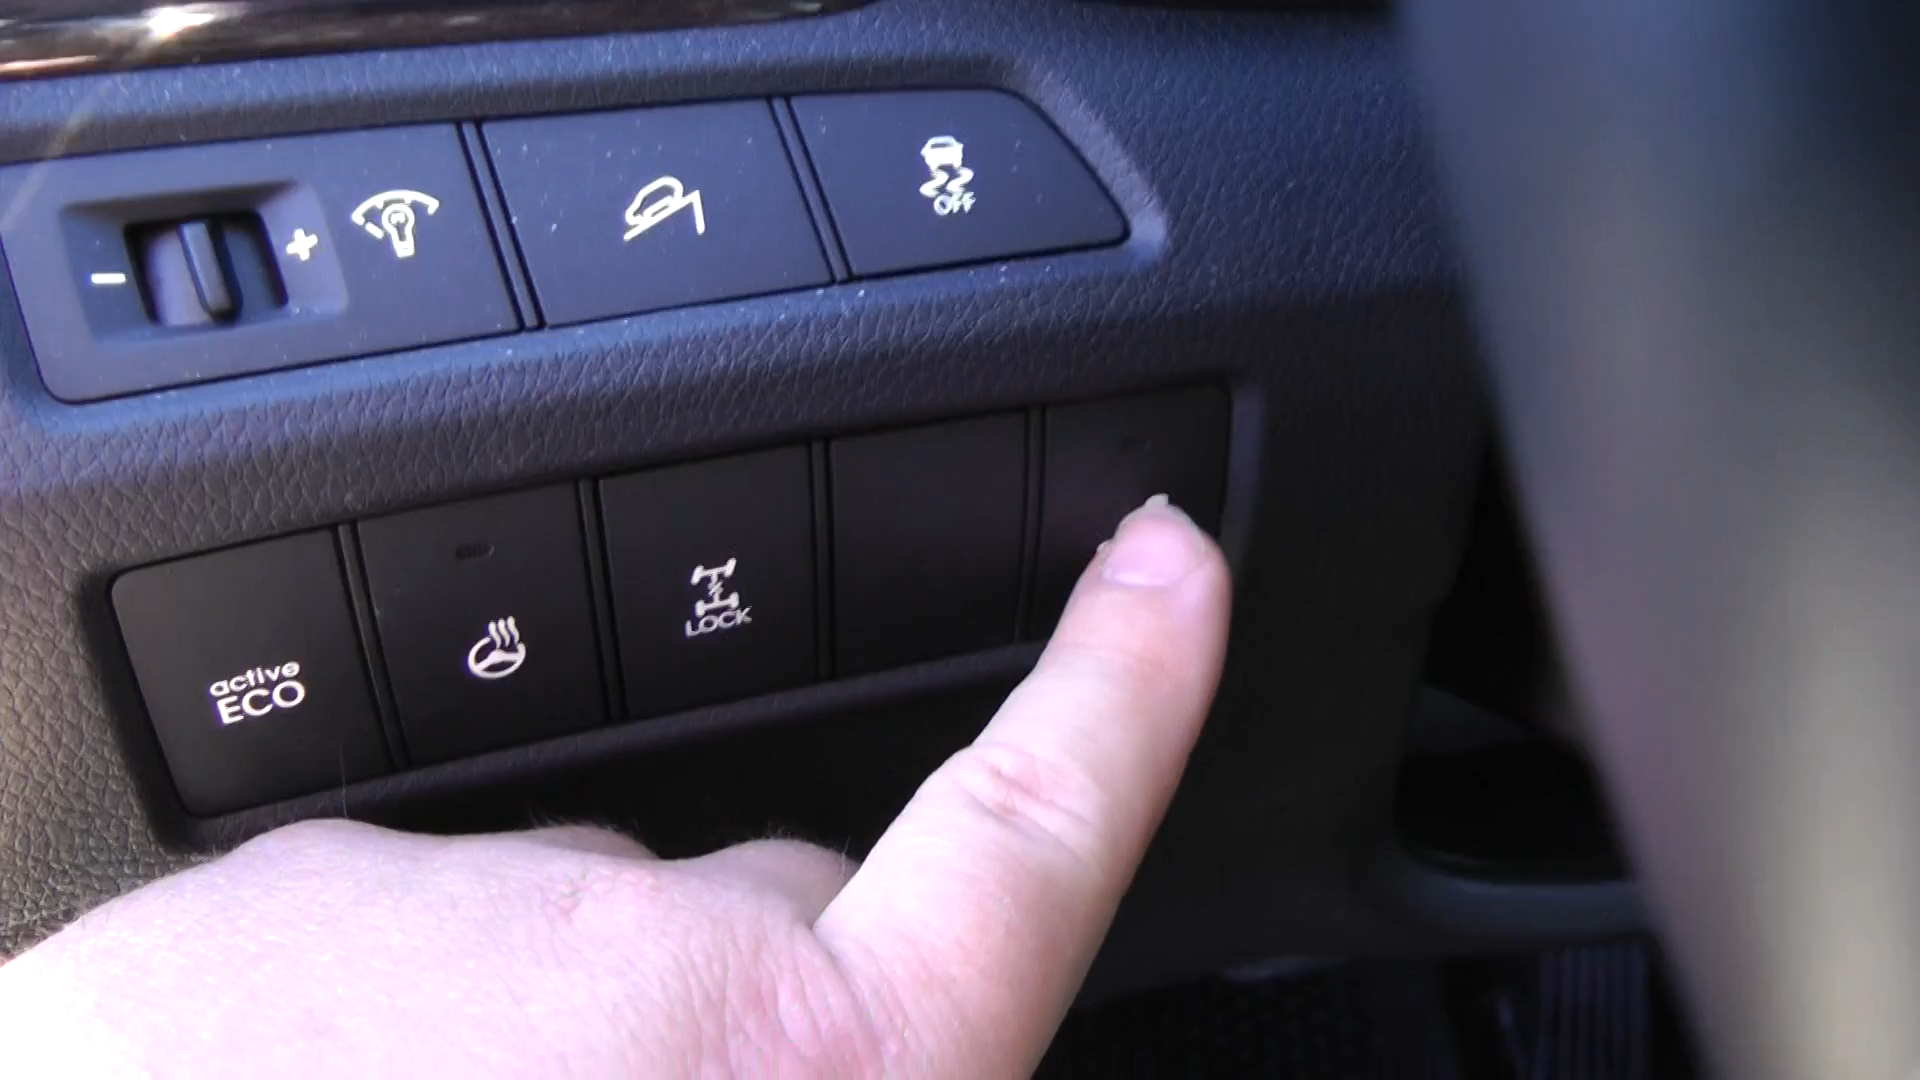 - +
OFF
active
ECO
LOCK